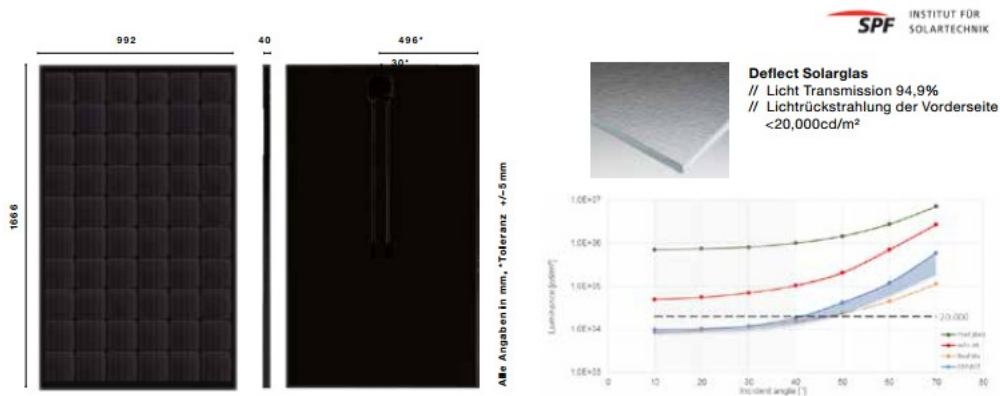 SPF
INSTITUT FÜR
SOLARTECHNIK
992
40
496*
30*
1666
Alle Angaben in mm, *Toleranz +/-5 mm
Deflect Solarglas
// Licht Transmission 94,9%
// Lichtrückstrahlung der Vorderseite
<20,000cd/m²
1.0E+07
1.0E+06
1.0E+05
1.0E+04
1.0E+03
20.000
0 10 20 30 40 50 60 70 80
Incident angle [°]